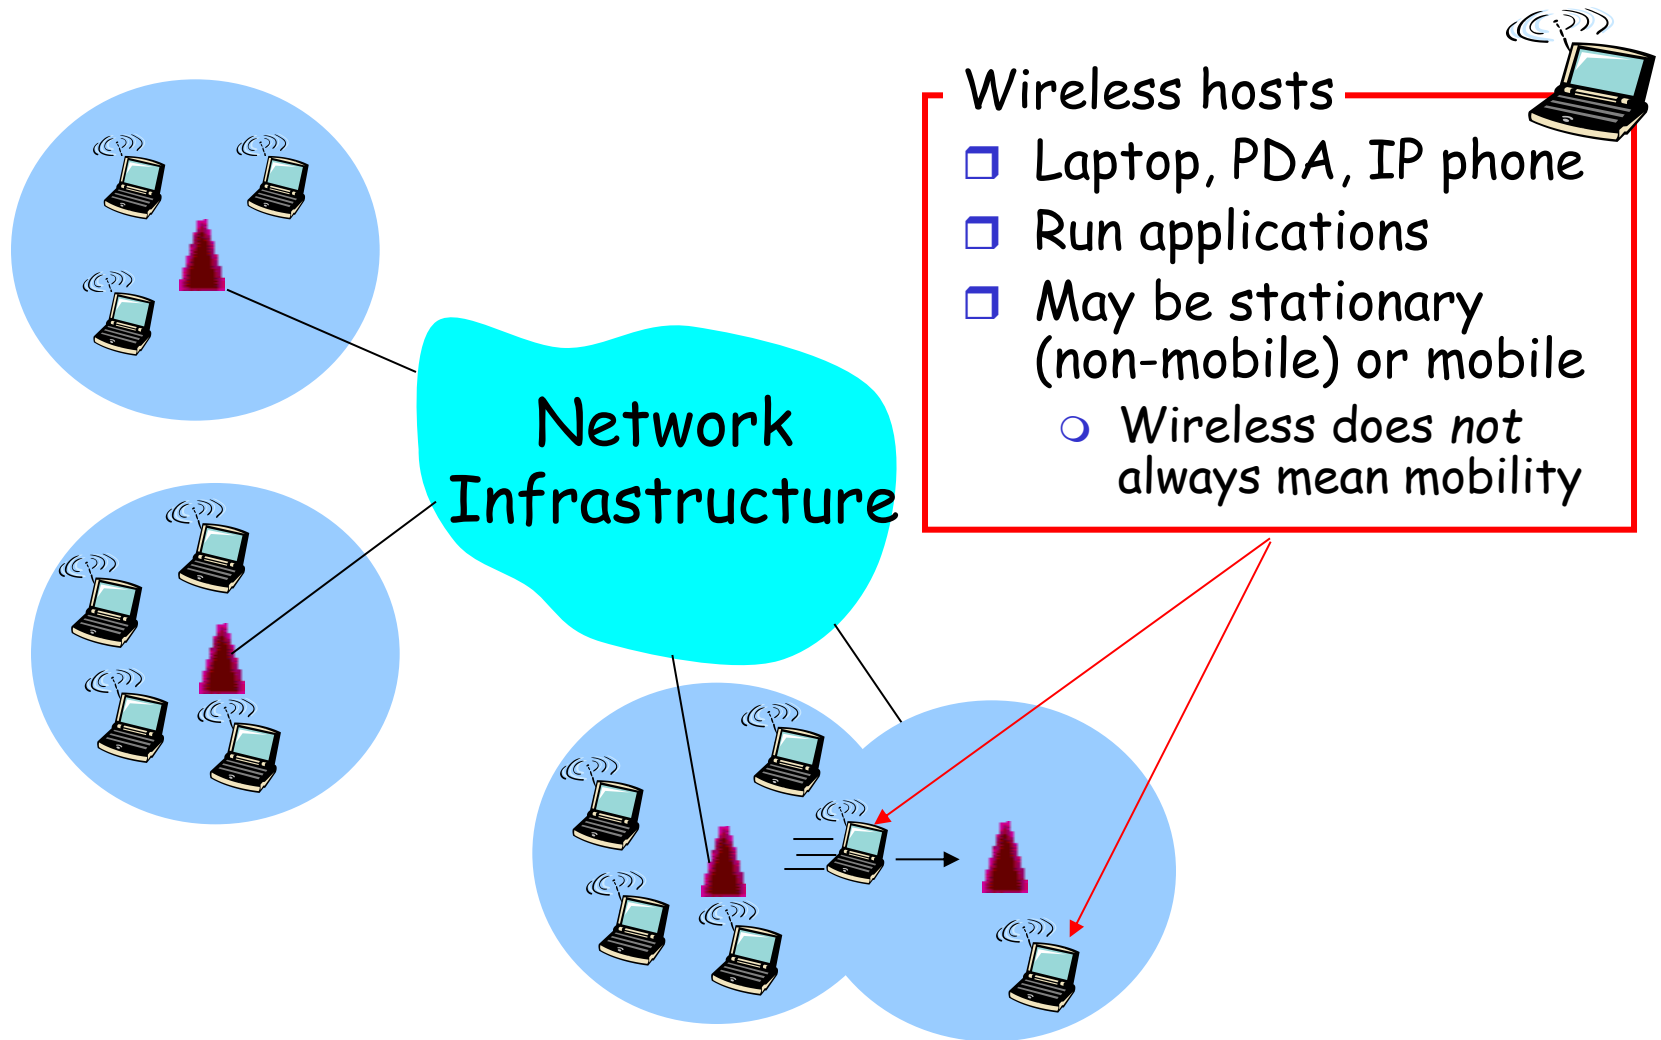 Wireless hosts
Laptop, PDA, IP phone
Run applications
May be stationary
(non-mobile) or mobile
Wireless does not
always mean mobility
Network
Infrastructure